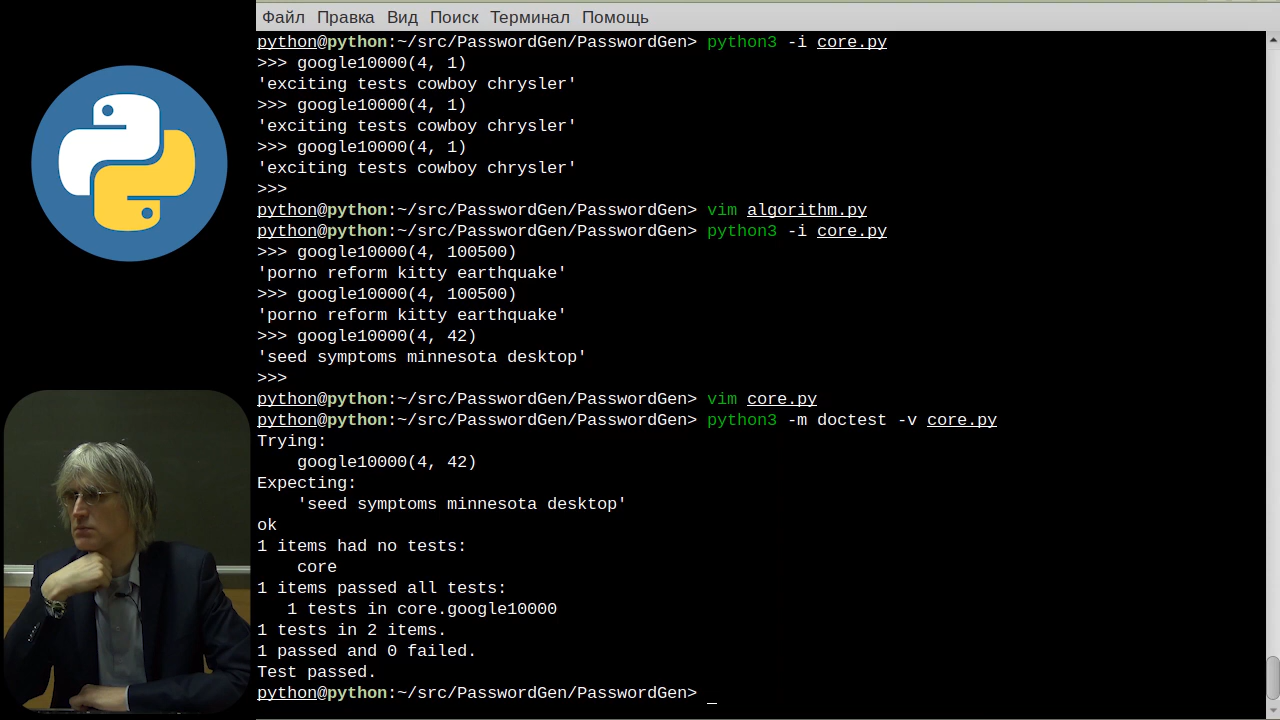 Файл Правка Вид Поиск Терминал Помощь
python@python:~/src/PasswordGen/PasswordGen> python3 -i core.py
>>> google10000(4, 1)
'exciting tests cowboy chrysler'
>>> google10000(4, 1)
'exciting tests cowboy chrysler'
>>> google10000(4, 1)
'exciting tests cowboy chrysler'
>>>
python@python:~/src/PasswordGen/PasswordGen> vim algorithm.py
python@python:~/src/PasswordGen/PasswordGen> python3 -i core.py
>>> google10000(4, 100500)
'porno reform kitty earthquake'
>>> google10000(4, 100500)
'porno reform kitty earthquake'
>>> google10000(4, 42)
'seed symptoms minnesota desktop'
>>>
python@python:~/src/PasswordGen/PasswordGen> vim core.py
python@python:~/src/PasswordGen/PasswordGen> python3 -m doctest -v core.py
Trying:
    google10000(4, 42)
Expecting:
    'seed symptoms minnesota desktop'
ok
1 items had no tests:
    core
1 items passed all tests:
   1 tests in core.google10000
1 tests in 2 items.
1 passed and 0 failed.
Test passed.
python@python:~/src/PasswordGen/PasswordGen> _